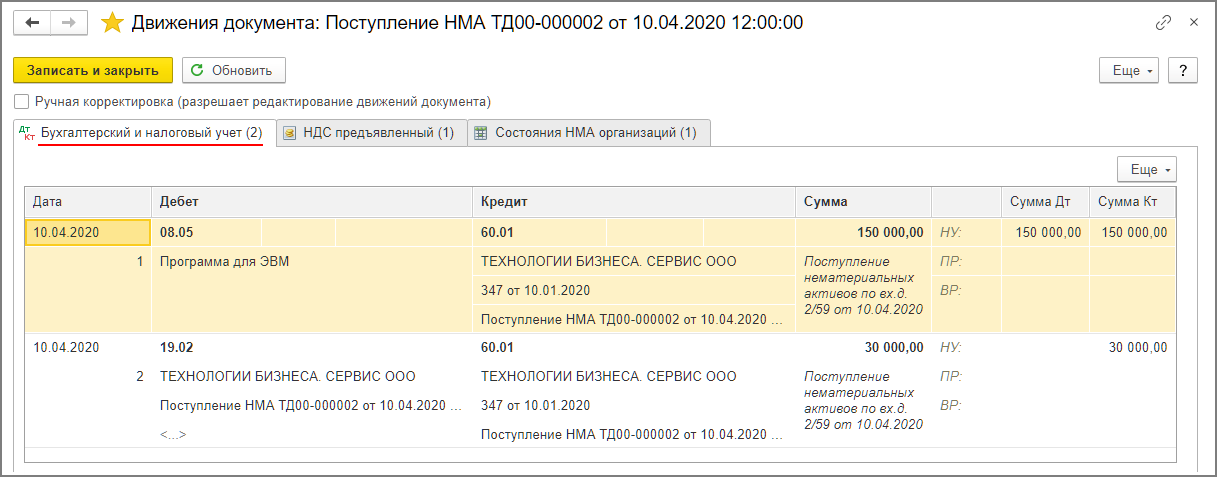 Движения документа: Поступление НМА ТД00-000002 от 10.04.2020 12:00:00
Записать и закрыть Обновить Еще ?
Ручная корректировка (разрешает редактирование движений документа)
Дт Кт Бухгалтерский и налоговый учет (2) НДС предъявленный (1) Состояния НМА организаций (1)
Еще
Дата Дебет Кредит Сумма Сумма Дт Сумма Кт
10.04.2020 08.05 60.01 150 000,00 НУ: 150 000,00 150 000,00
1 Программа для ЭВМ ТЕХНОЛОГИИ БИЗНЕСА. СЕРВИС ООО Поступление ПР:
нематериальных
347 от 10.01.2020 активов по вх.д. ВР:
2/59 от 10.04.2020
Поступление НМА ТД00-000002 от 10.04.2020 ...
10.04.2020 19.02 60.01 30 000,00 НУ: 30 000,00
2 ТЕХНОЛОГИИ БИЗНЕСА. СЕРВИС ООО ТЕХНОЛОГИИ БИЗНЕСА. СЕРВИС ООО Поступление ПР:
нематериальных
Поступление НМА ТД00-000002 от 10.04.2020 ... 347 от 10.01.2020 активов по вх.д. ВР:
2/59 от 10.04.2020
<...> Поступление НМА ТД00-000002 от 10.04.2020 ...